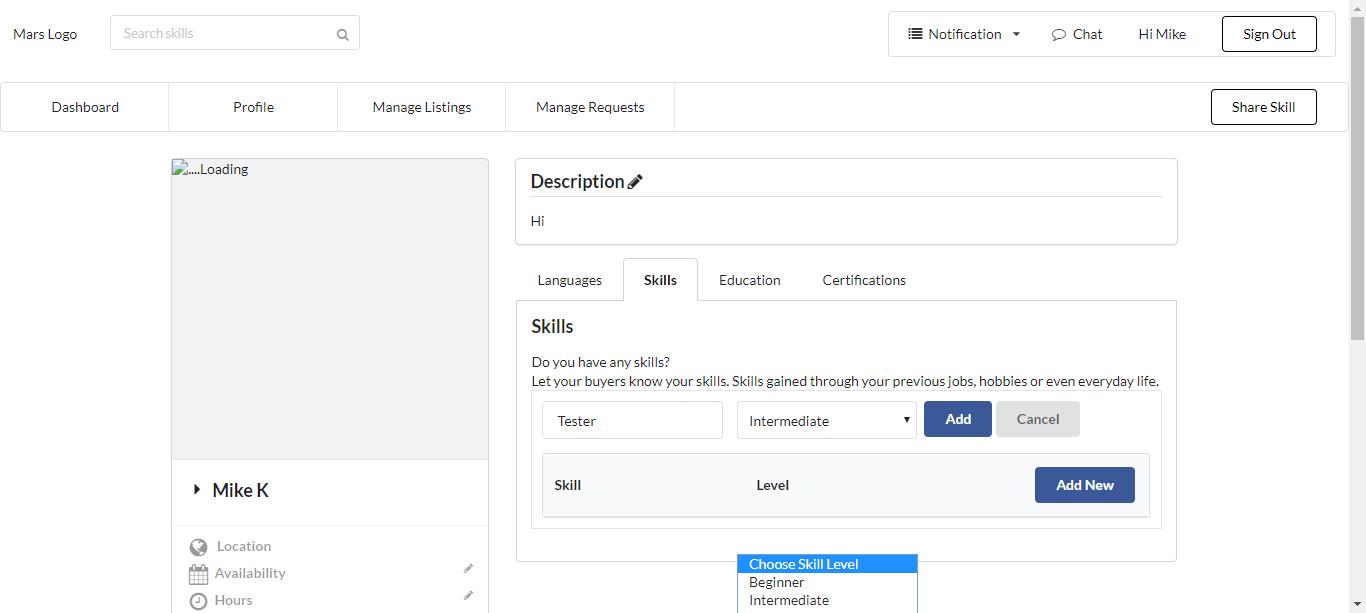 Mars Logo
Search skills
Notification
Chat
Hi Mike
Sign Out
Dashboard
Profile
Manage Listings
Manage Requests
Share Skill
....Loading
Mike K
Location
Availability
Hours
Description
Hi
Languages
Skills
Education
Certifications
Skills
Do you have any skills?
Let your buyers know your skills. Skills gained through your previous jobs, hobbies or even everyday life.
Tester
Intermediate
Add
Cancel
Skill
Level
Add New
Choose Skill Level
Beginner
Intermediate